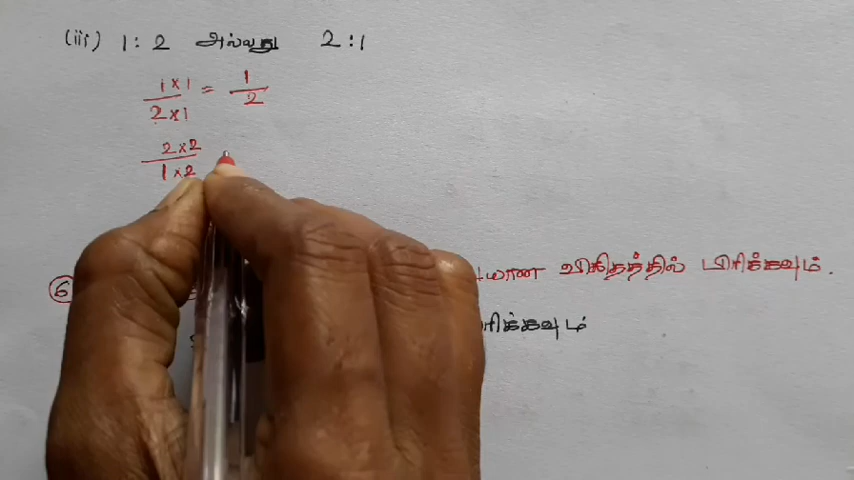 (iii) 1 : 2 அல்லது 2 : 1
1 x 1 / 2 x 1 = 1 / 2
2 x 2 / 1 x 2
6 விகிதத்தில் பிரிக்கவும்.